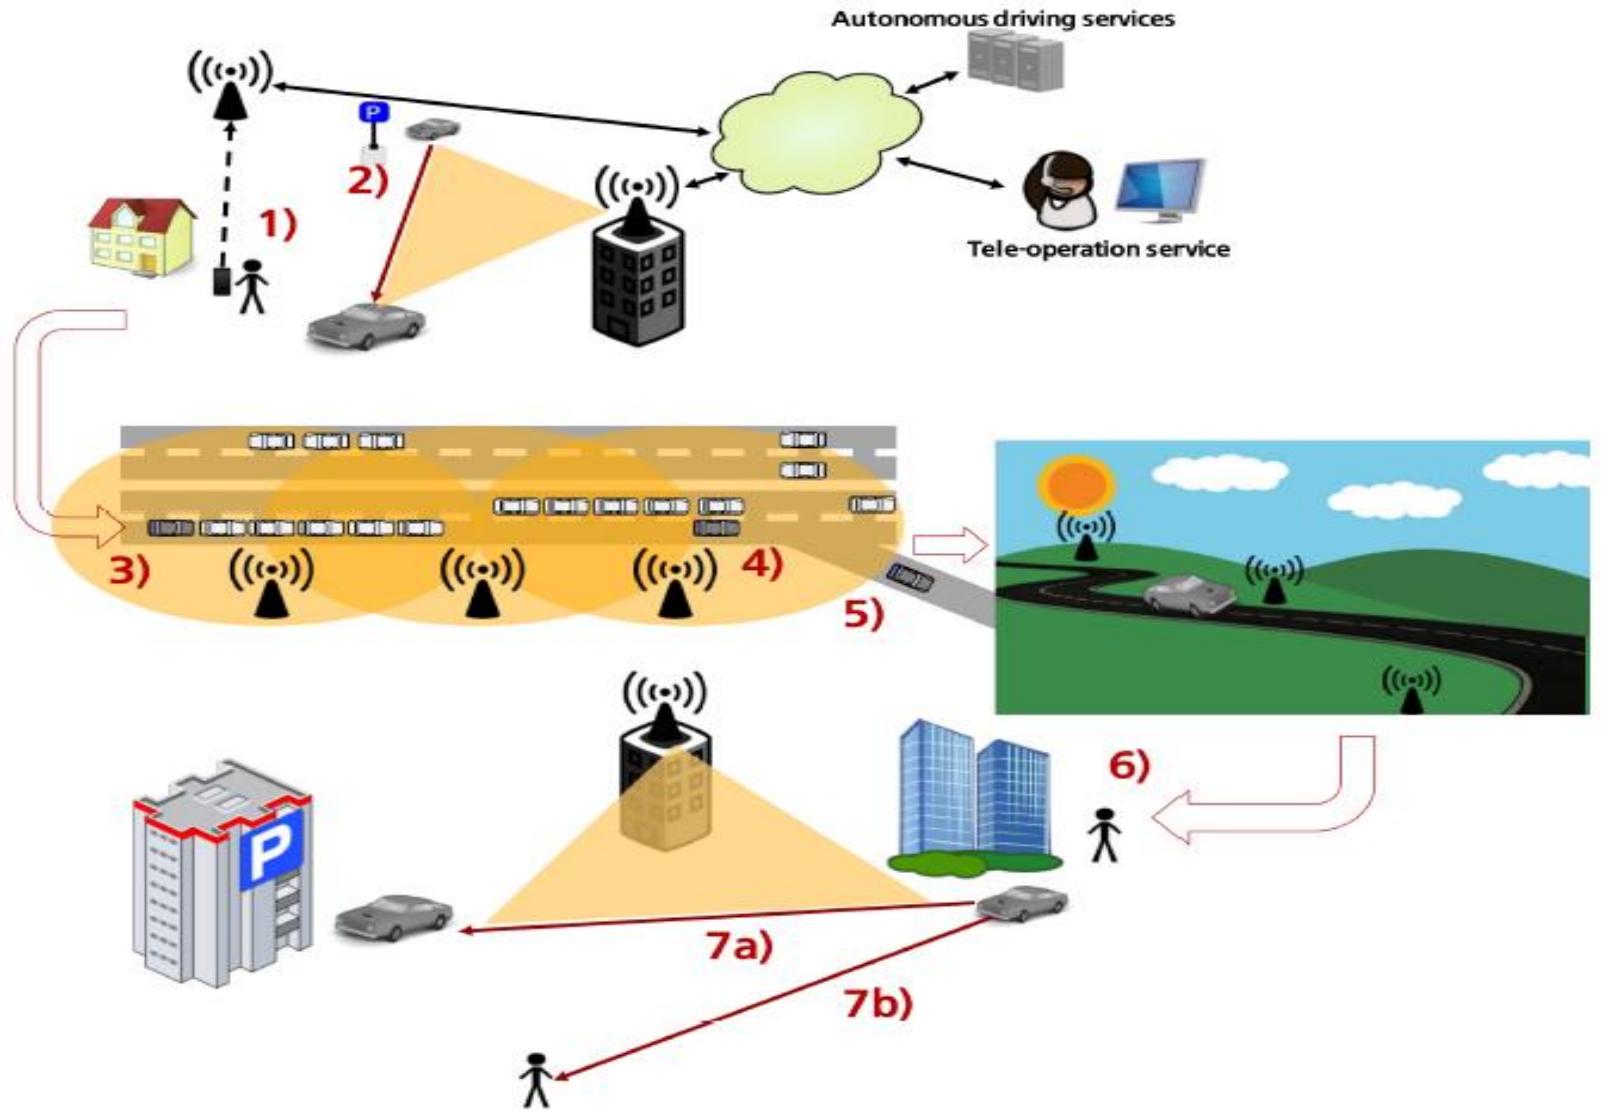 Autonomous driving services
P
2)
1)
Tele-operation service
3)
4)
5)
6)
P
7a)
7b)